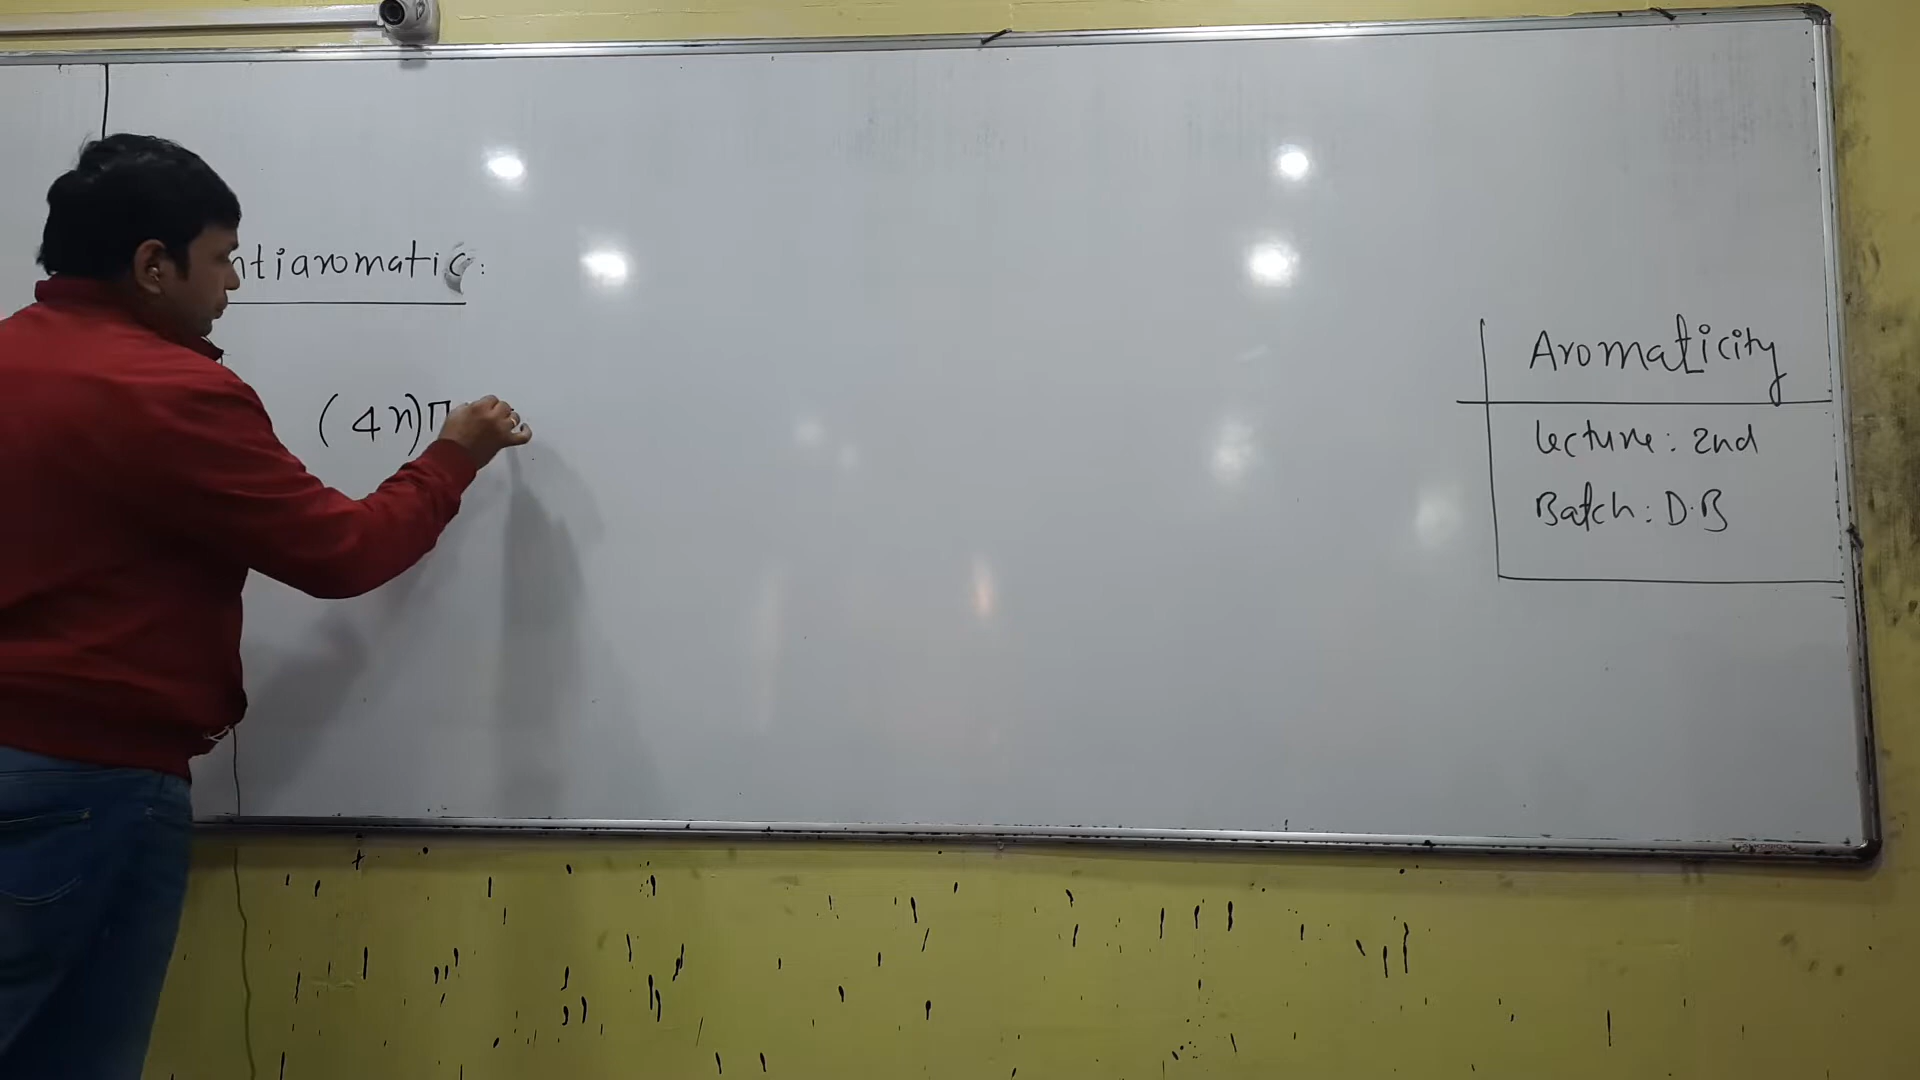 ntiaromatic:
(4n)π
Aromaticity
Lecture: 2nd
Batch: D.B